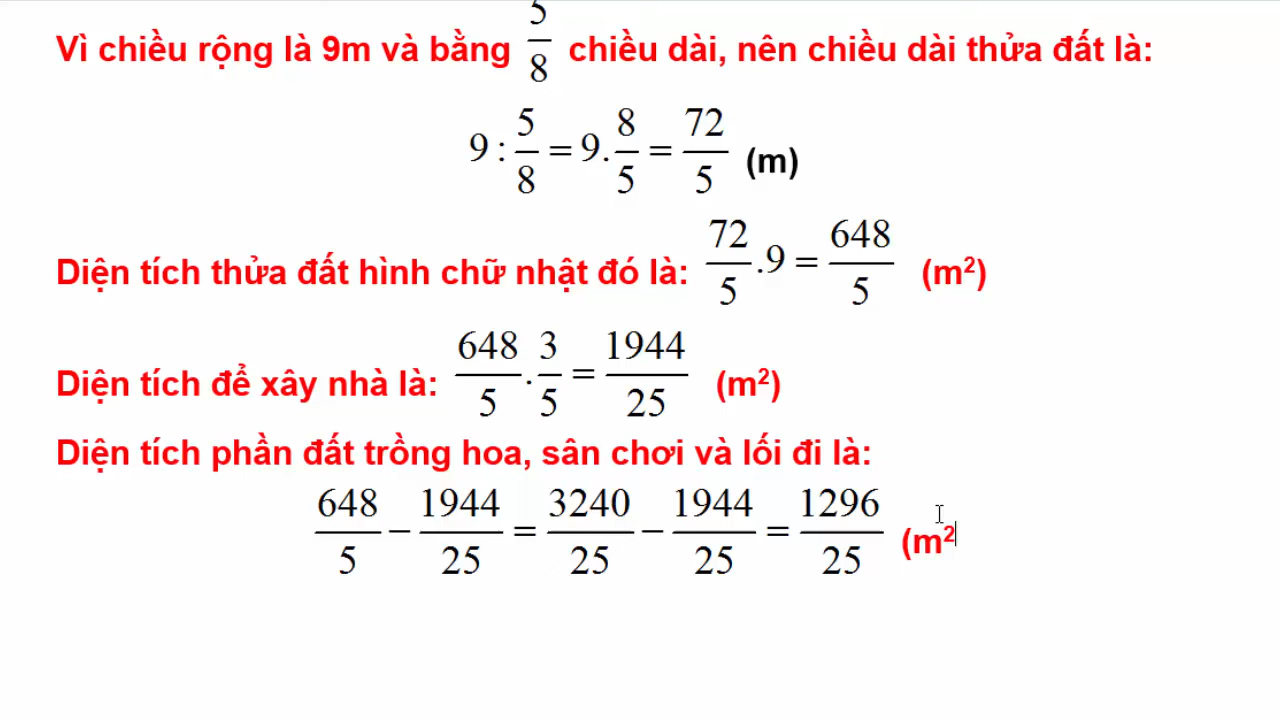 Vì chiều rộng là 9m và bằng 5/8 chiều dài, nên chiều dài thửa đất là:
9 : 5/8 = 9. 8/5 = 72/5 (m)
Diện tích thửa đất hình chữ nhật đó là: 72/5 .9 = 648/5 (m²)
Diện tích để xây nhà là: 648/5 . 3/5 = 1944/25 (m²)
Diện tích phần đất trồng hoa, sân chơi và lối đi là:
648/5 − 1944/25 = 3240/25 − 1944/25 = 1296/25 (m²